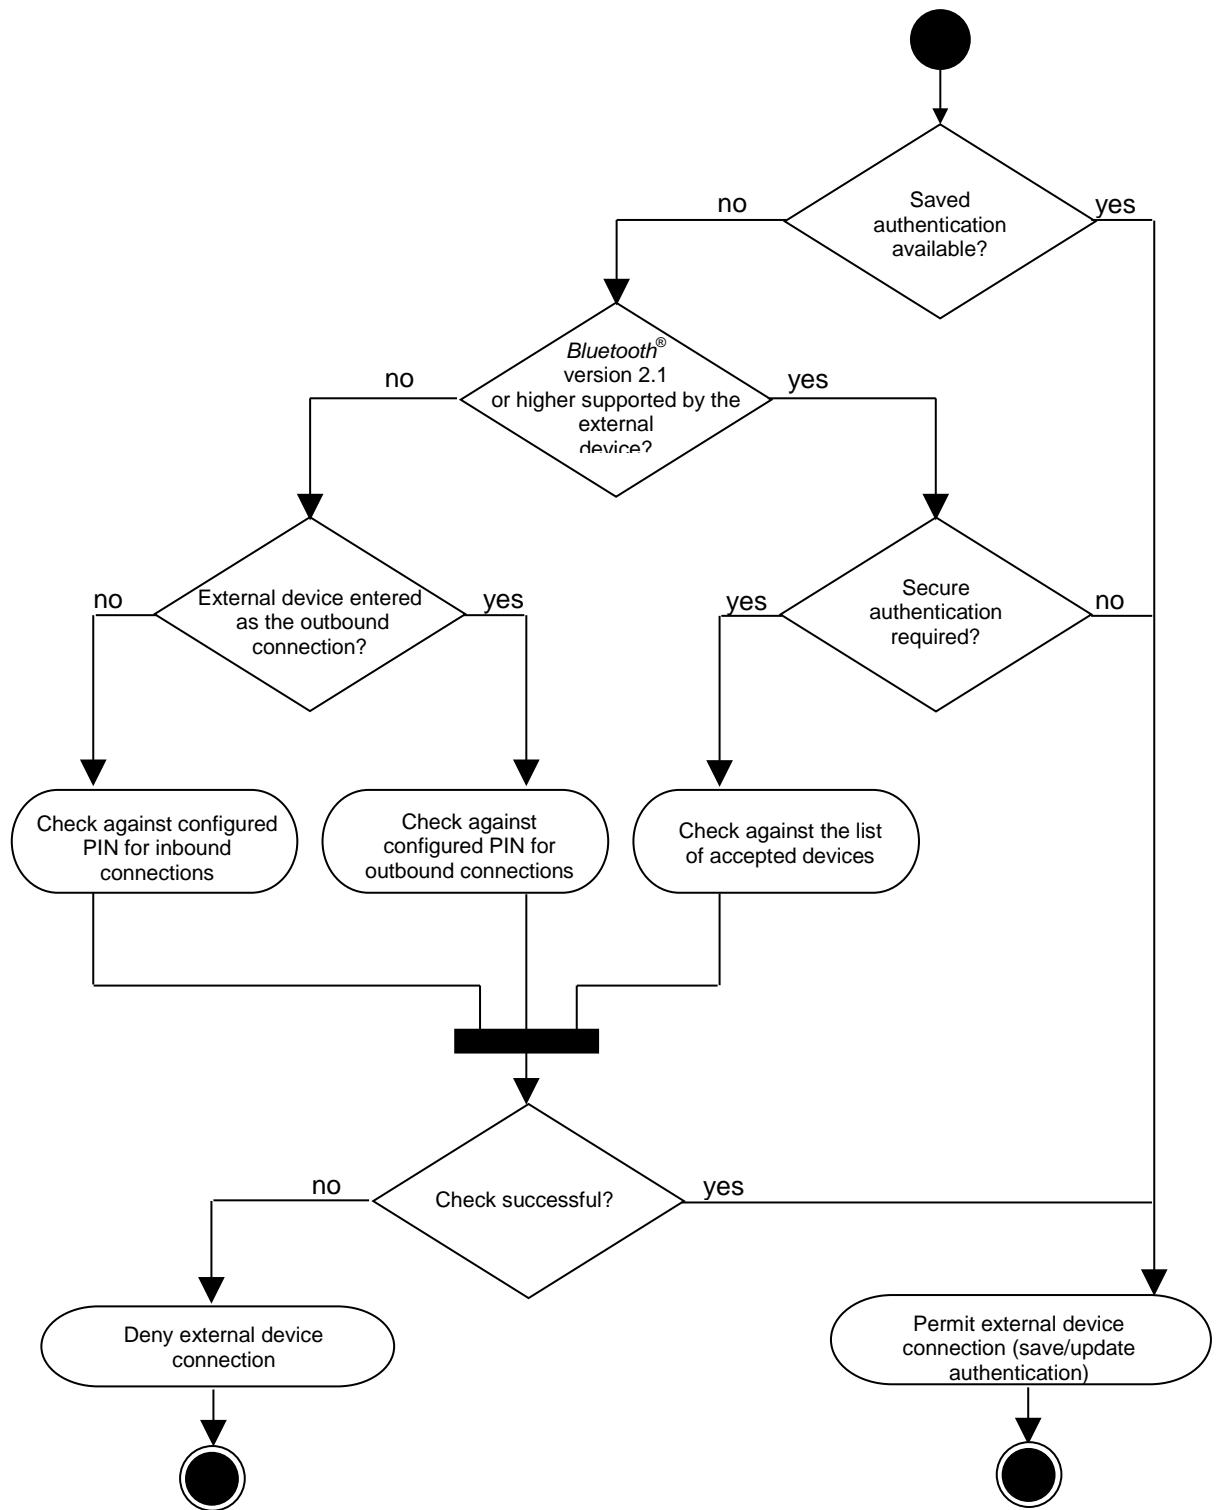 Saved
authentication
available?
no
yes
Bluetooth®
version 2.1
or higher supported by the
external
device?
no
yes
External device entered
as the outbound
connection?
no
yes
Secure
authentication
required?
yes
no
Check against configured
PIN for inbound
connections
Check against
configured PIN for
outbound connections
Check against the list
of accepted devices
Check successful?
no
yes
Deny external device
connection
Permit external device
connection (save/update
authentication)